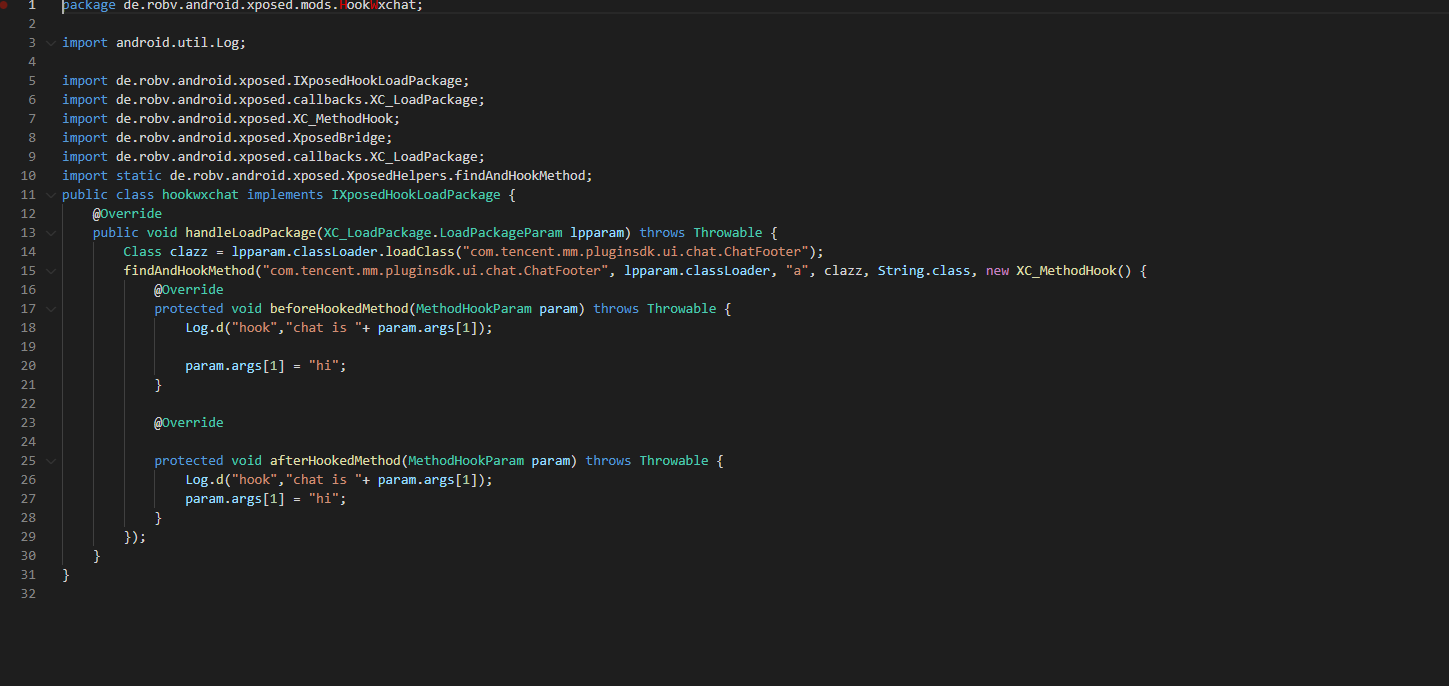 1 package de.robv.android.xposed.mods.HookWxchat;
2
3 import android.util.Log;
4
5 import de.robv.android.xposed.IXposedHookLoadPackage;
6 import de.robv.android.xposed.callbacks.XC_LoadPackage;
7 import de.robv.android.xposed.XC_MethodHook;
8 import de.robv.android.xposed.XposedBridge;
9 import de.robv.android.xposed.callbacks.XC_LoadPackage;
10 import static de.robv.android.xposed.XposedHelpers.findAndHookMethod;
11 public class hookwxchat implements IXposedHookLoadPackage {
12 @Override
13 public void handleLoadPackage(XC_LoadPackage.LoadPackageParam lpparam) throws Throwable {
14 Class clazz = lpparam.classLoader.loadClass("com.tencent.mm.pluginsdk.ui.chat.ChatFooter");
15 findAndHookMethod("com.tencent.mm.pluginsdk.ui.chat.ChatFooter", lpparam.classLoader, "a", clazz, String.class, new XC_MethodHook() {
16 @Override
17 protected void beforeHookedMethod(MethodHookParam param) throws Throwable {
18 Log.d("hook","chat is "+ param.args[1]);
19
20 param.args[1] = "hi";
21 }
22
23 @Override
24
25 protected void afterHookedMethod(MethodHookParam param) throws Throwable {
26 Log.d("hook","chat is "+ param.args[1]);
27 param.args[1] = "hi";
28 }
29 });
30 }
31 }
32